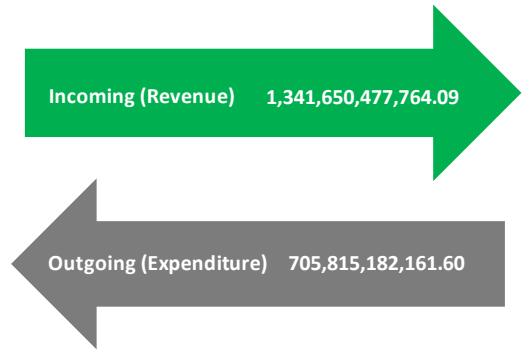 Incoming (Revenue) 1,341,650,477,764.09
Outgoing (Expenditure) 705,815,182,161.60